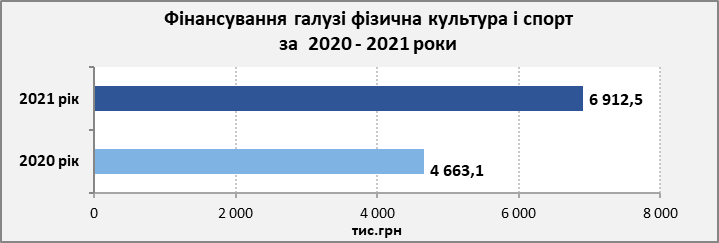 Фінансування галузі фізична культура і спорт
за 2020 - 2021 роки
2021 рік
6 912,5
2020 рік
4 663,1
0 2 000 4 000 6 000 8 000
тис.грн